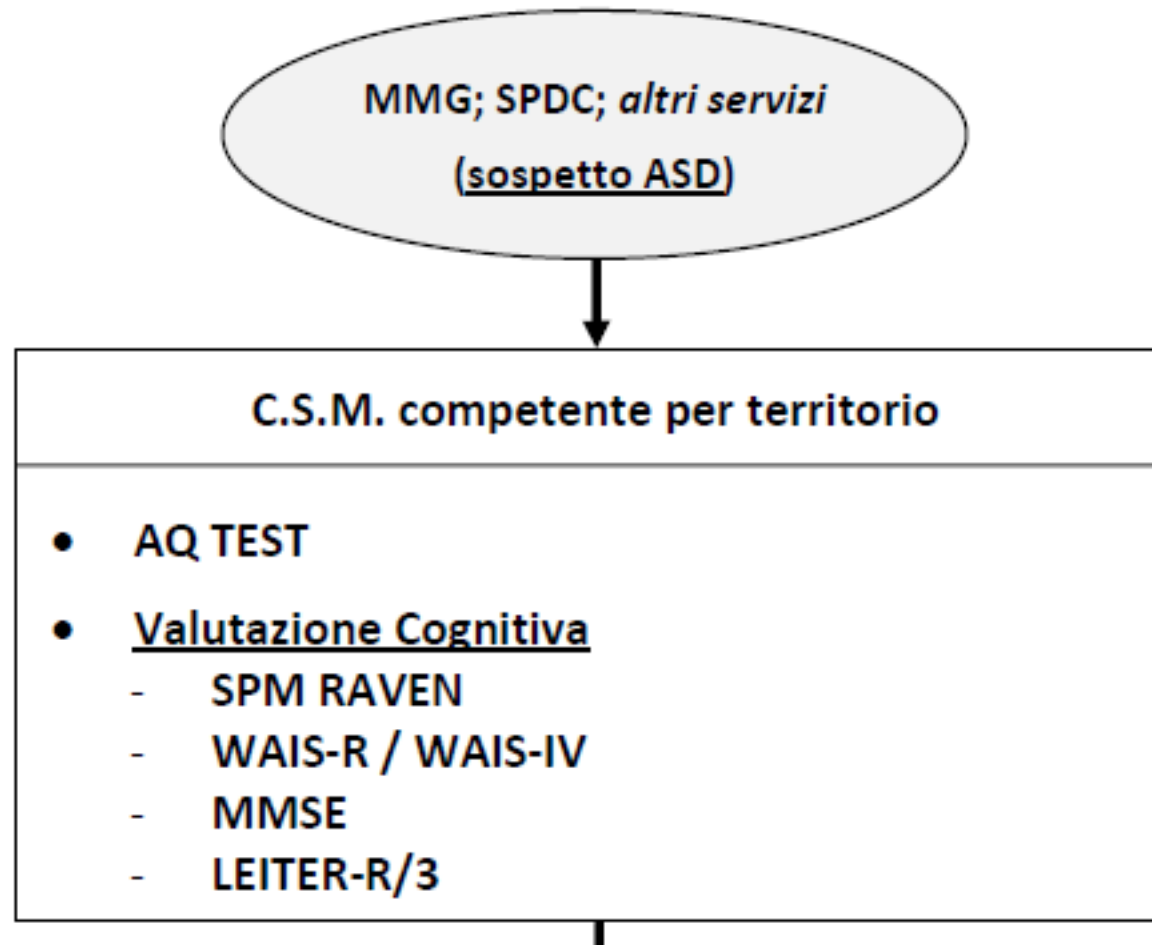 MMG; SPDC; altri servizi
(sospetto ASD)
C.S.M. competente per territorio
• AQ TEST
• Valutazione Cognitiva
- SPM RAVEN
- WAIS-R / WAIS-IV
- MMSE
- LEITER-R/3